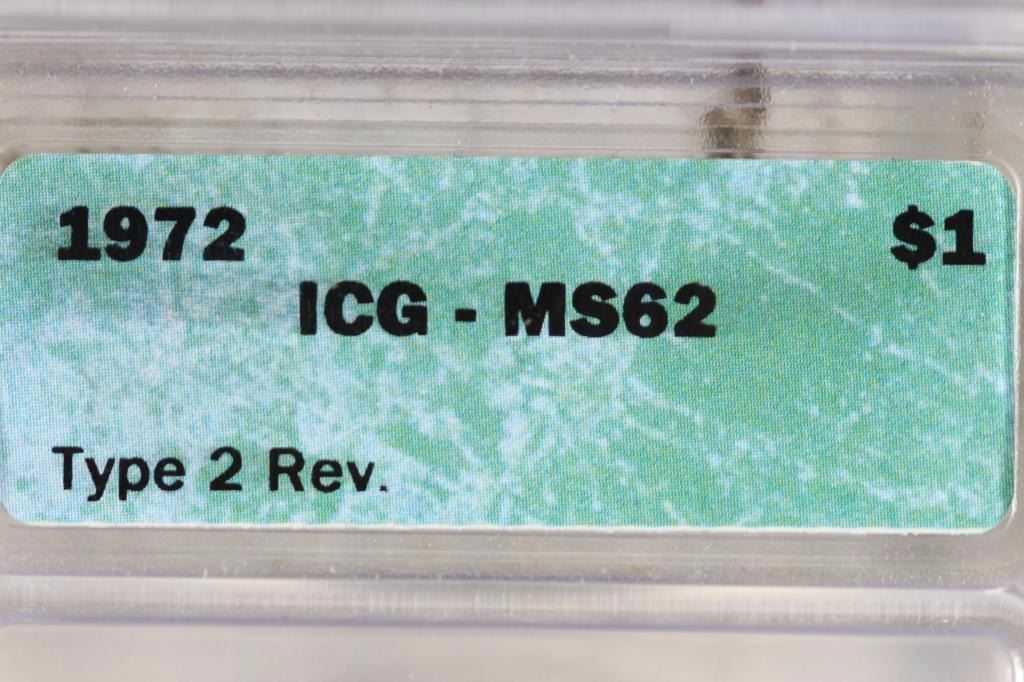 1972 $1
ICG - MS62
Type 2 Rev.